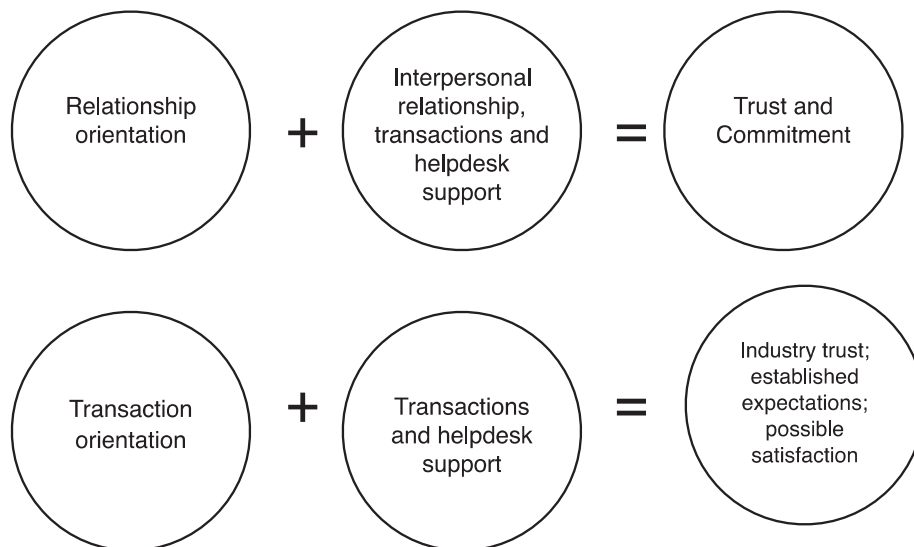 Relationship
orientation
+
Interpersonal
relationship,
transactions and
helpdesk
support
=
Trust and
Commitment
Transaction
orientation
+
Transactions
and helpdesk
support
=
Industry trust;
established
expectations;
possible
satisfaction